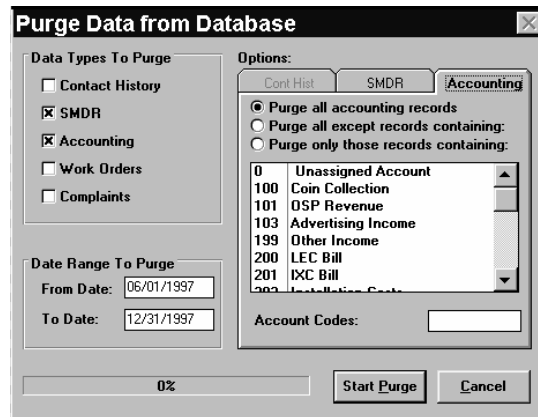 Purge Data from Database
Data Types To Purge
Contact History
SMDR
Accounting
Work Orders
Complaints
Date Range To Purge
From Date: 06/01/1997
To Date: 12/31/1997
Options:
Cont Hist SMDR Accounting
Purge all accounting records
Purge all except records containing:
Purge only those records containing:
0 Unassigned Account
100 Coin Collection
101 OSP Revenue
103 Advertising Income
199 Other Income
200 LEC Bill
201 IXC Bill
Account Codes:
0%
Start Purge Cancel